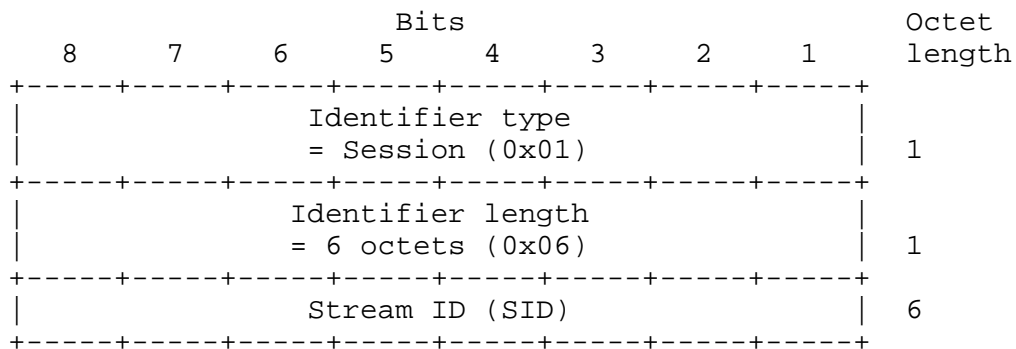 Bits                         Octet
   8     7     6     5     4     3     2     1     length
+-----+-----+-----+-----+-----+-----+-----+-----+
|                Identifier type                |
|                = Session (0x01)               |  1
+-----+-----+-----+-----+-----+-----+-----+-----+
|               Identifier length               |
|               = 6 octets (0x06)               |  1
+-----+-----+-----+-----+-----+-----+-----+-----+
|                Stream ID (SID)                |  6
+-----+-----+-----+-----+-----+-----+-----+-----+